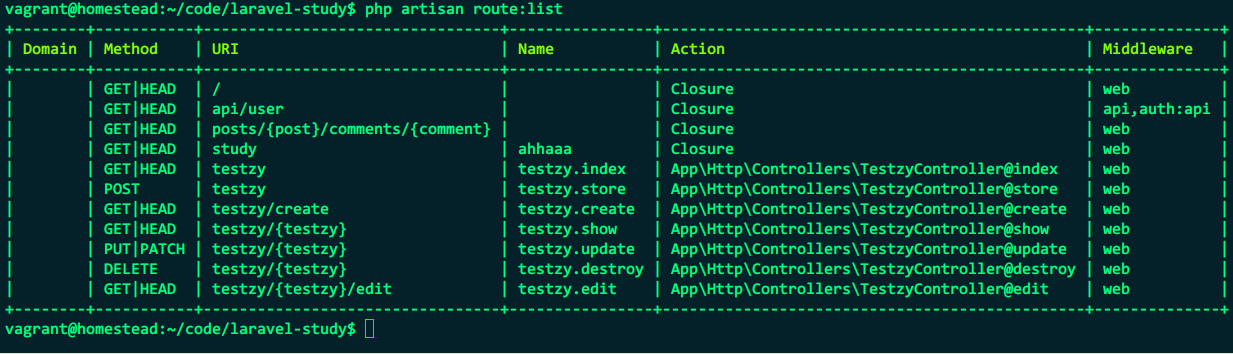 vagrant@homestead:~/code/laravel-study$ php artisan route:list
+--------+-----------+-------------------------------+----------------+--------------------------------------------+--------------+
| Domain | Method    | URI                           | Name           | Action                                     | Middleware   |
+--------+-----------+-------------------------------+----------------+--------------------------------------------+--------------+
|        | GET|HEAD  | /                             |                | Closure                                    | web          |
|        | GET|HEAD  | api/user                      |                | Closure                                    | api,auth:api |
|        | GET|HEAD  | posts/{post}/comments/{comment} |                | Closure                                    | web          |
|        | GET|HEAD  | study                         | ahhaaa         | Closure                                    | web          |
|        | GET|HEAD  | testzy                        | testzy.index   | App\Http\Controllers\TestzyController@index | web          |
|        | POST      | testzy                        | testzy.store   | App\Http\Controllers\TestzyController@store | web          |
|        | GET|HEAD  | testzy/create                 | testzy.create  | App\Http\Controllers\TestzyController@create | web          |
|        | GET|HEAD  | testzy/{testzy}               | testzy.show    | App\Http\Controllers\TestzyController@show | web          |
|        | PUT|PATCH | testzy/{testzy}               | testzy.update  | App\Http\Controllers\TestzyController@update | web          |
|        | DELETE    | testzy/{testzy}               | testzy.destroy | App\Http\Controllers\TestzyController@destroy | web          |
|        | GET|HEAD  | testzy/{testzy}/edit          | testzy.edit    | App\Http\Controllers\TestzyController@edit | web          |
+--------+-----------+-------------------------------+----------------+--------------------------------------------+--------------+
vagrant@homestead:~/code/laravel-study$